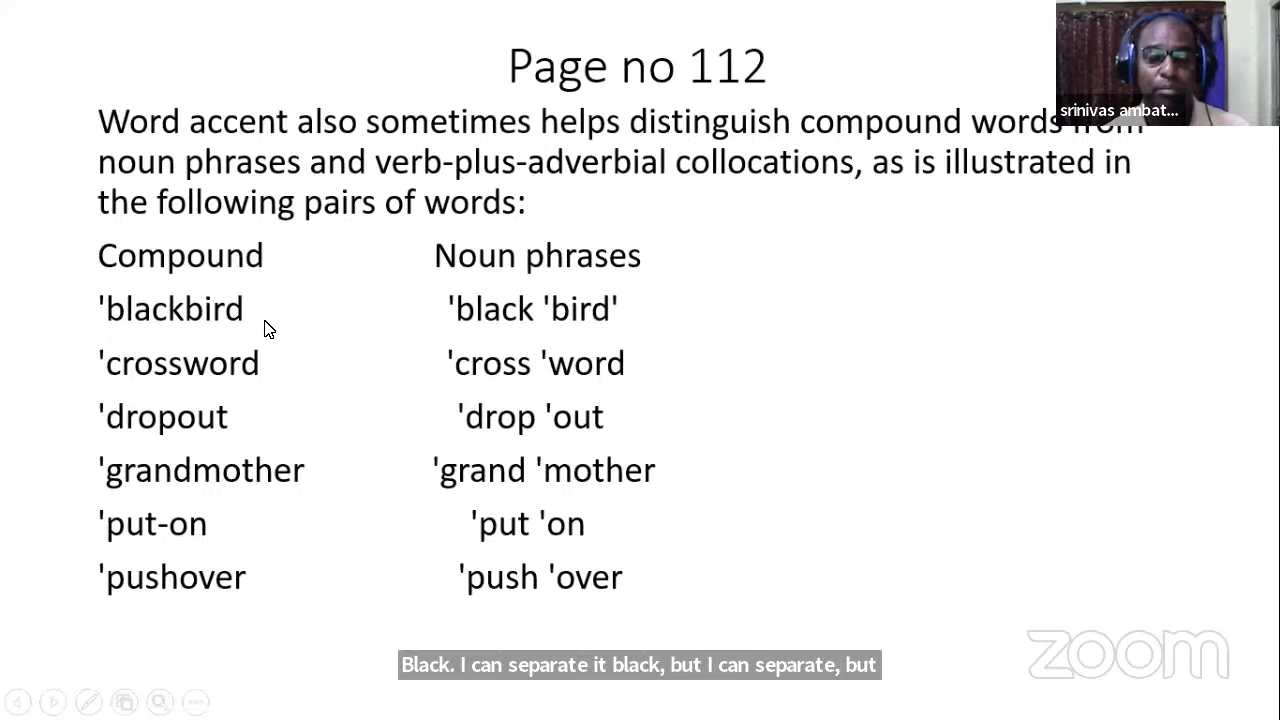 Page no 112
srinivas ambat...
Word accent also sometimes helps distinguish compound words from
noun phrases and verb-plus-adverbial collocations, as is illustrated in
the following pairs of words:
Compound Noun phrases
'blackbird 'black 'bird'
'crossword 'cross 'word
'dropout 'drop 'out
'grandmother 'grand 'mother
'put-on 'put 'on
'pushover 'push 'over
Black. I can separate it black, but I can separate, but
zoom